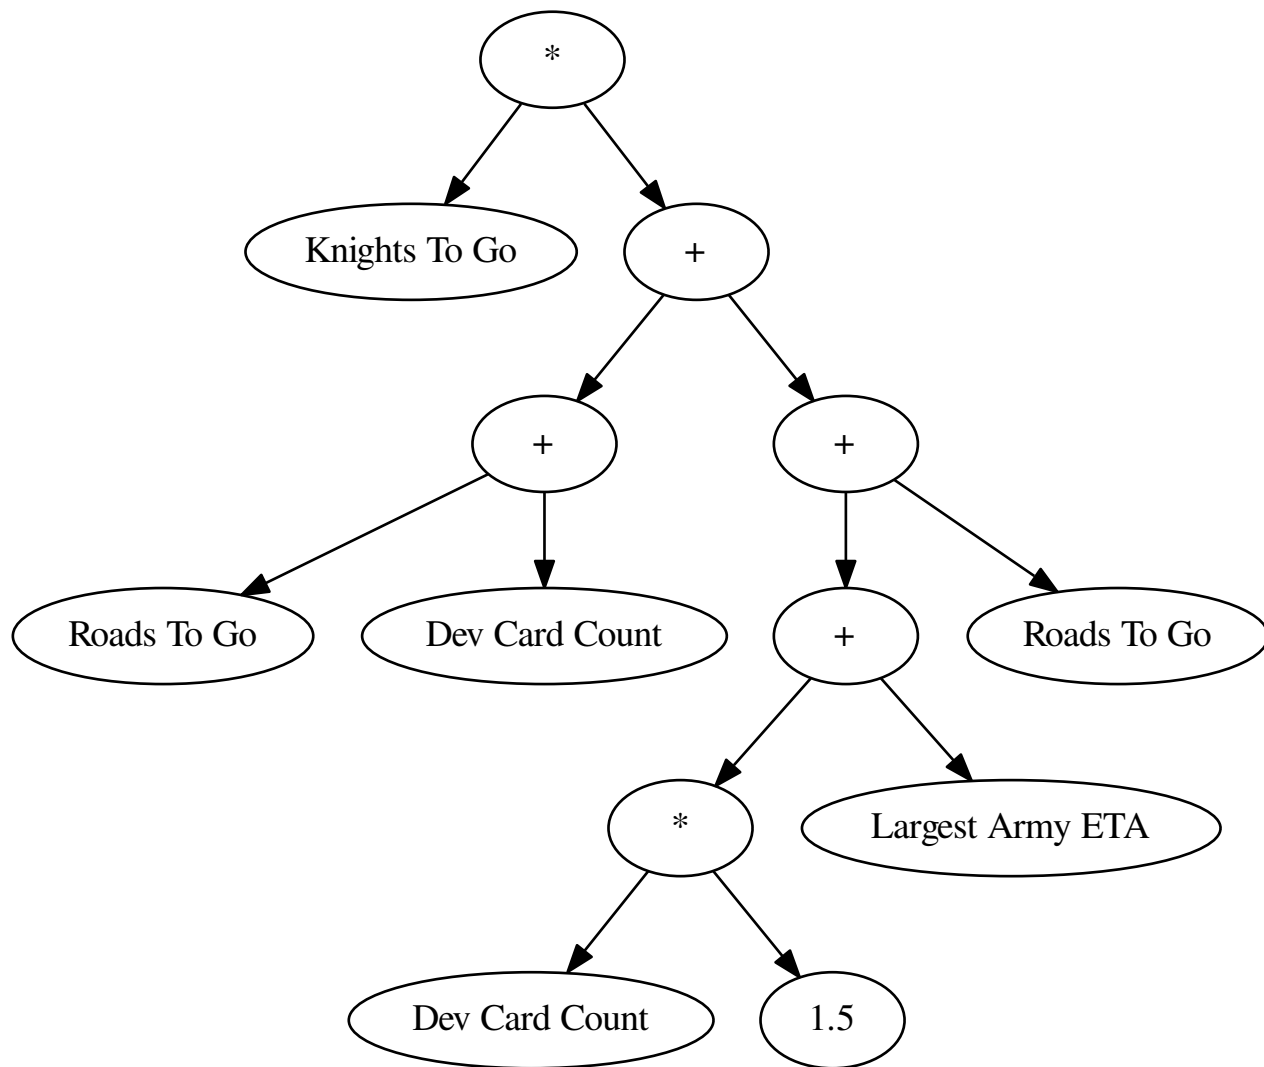 *
Knights To Go
+
+
+
Roads To Go
Dev Card Count
+
Roads To Go
*
Largest Army ETA
Dev Card Count
1.5